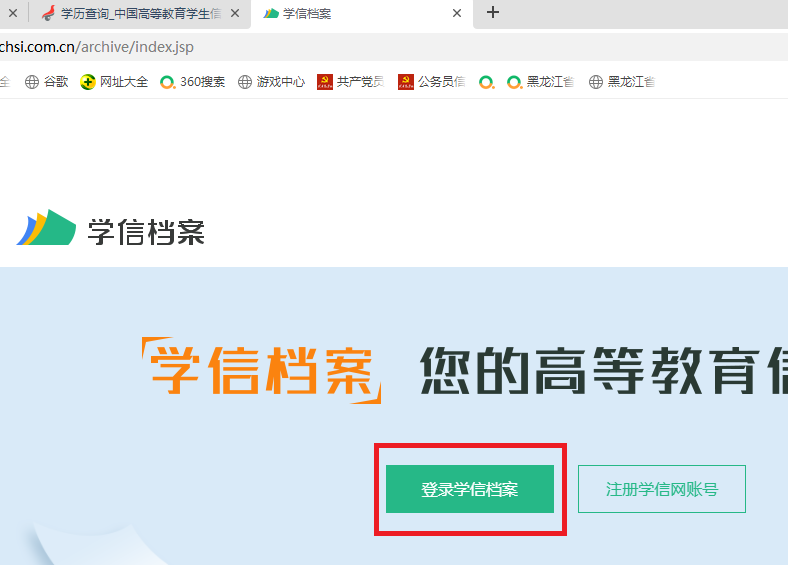 学历查询_中国高等教育学生信
学信档案
chsi.com.cn/archive/index.jsp
全 谷歌 网址大全 360搜索 游戏中心 共产党员 公务员信 黑龙江省 黑龙江省
学信档案
学信档案 您的高等教育信
登录学信档案 注册学信网账号